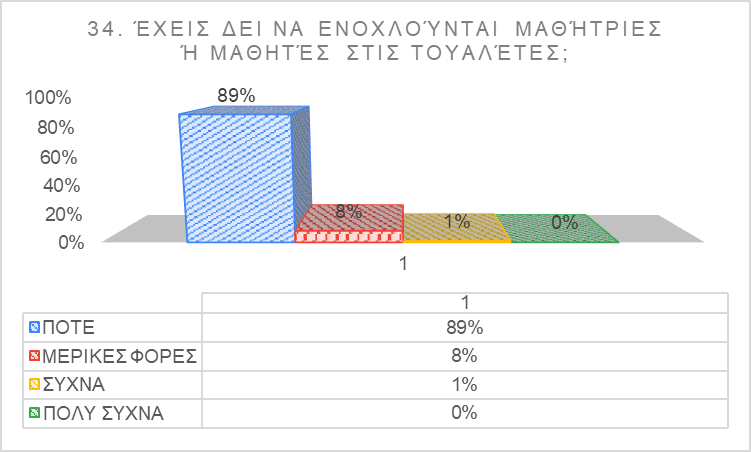 34. ΈΧΕΙΣ ΔΕΙ ΝΑ ΕΝΟΧΛΟΎΝΤΑΙ ΜΑΘΉΤΡΙΕΣ
Ή ΜΑΘΗΤΈΣ ΣΤΙΣ ΤΟΥΑΛΈΤΕΣ;
100%
80%
60%
40%
20%
0%
89%
8%
1%
0%
1
1
ΠΟΤΕ 89%
ΜΕΡΙΚΕΣ ΦΟΡΕΣ 8%
ΣΥΧΝΑ 1%
ΠΟΛΥ ΣΥΧΝΑ 0%